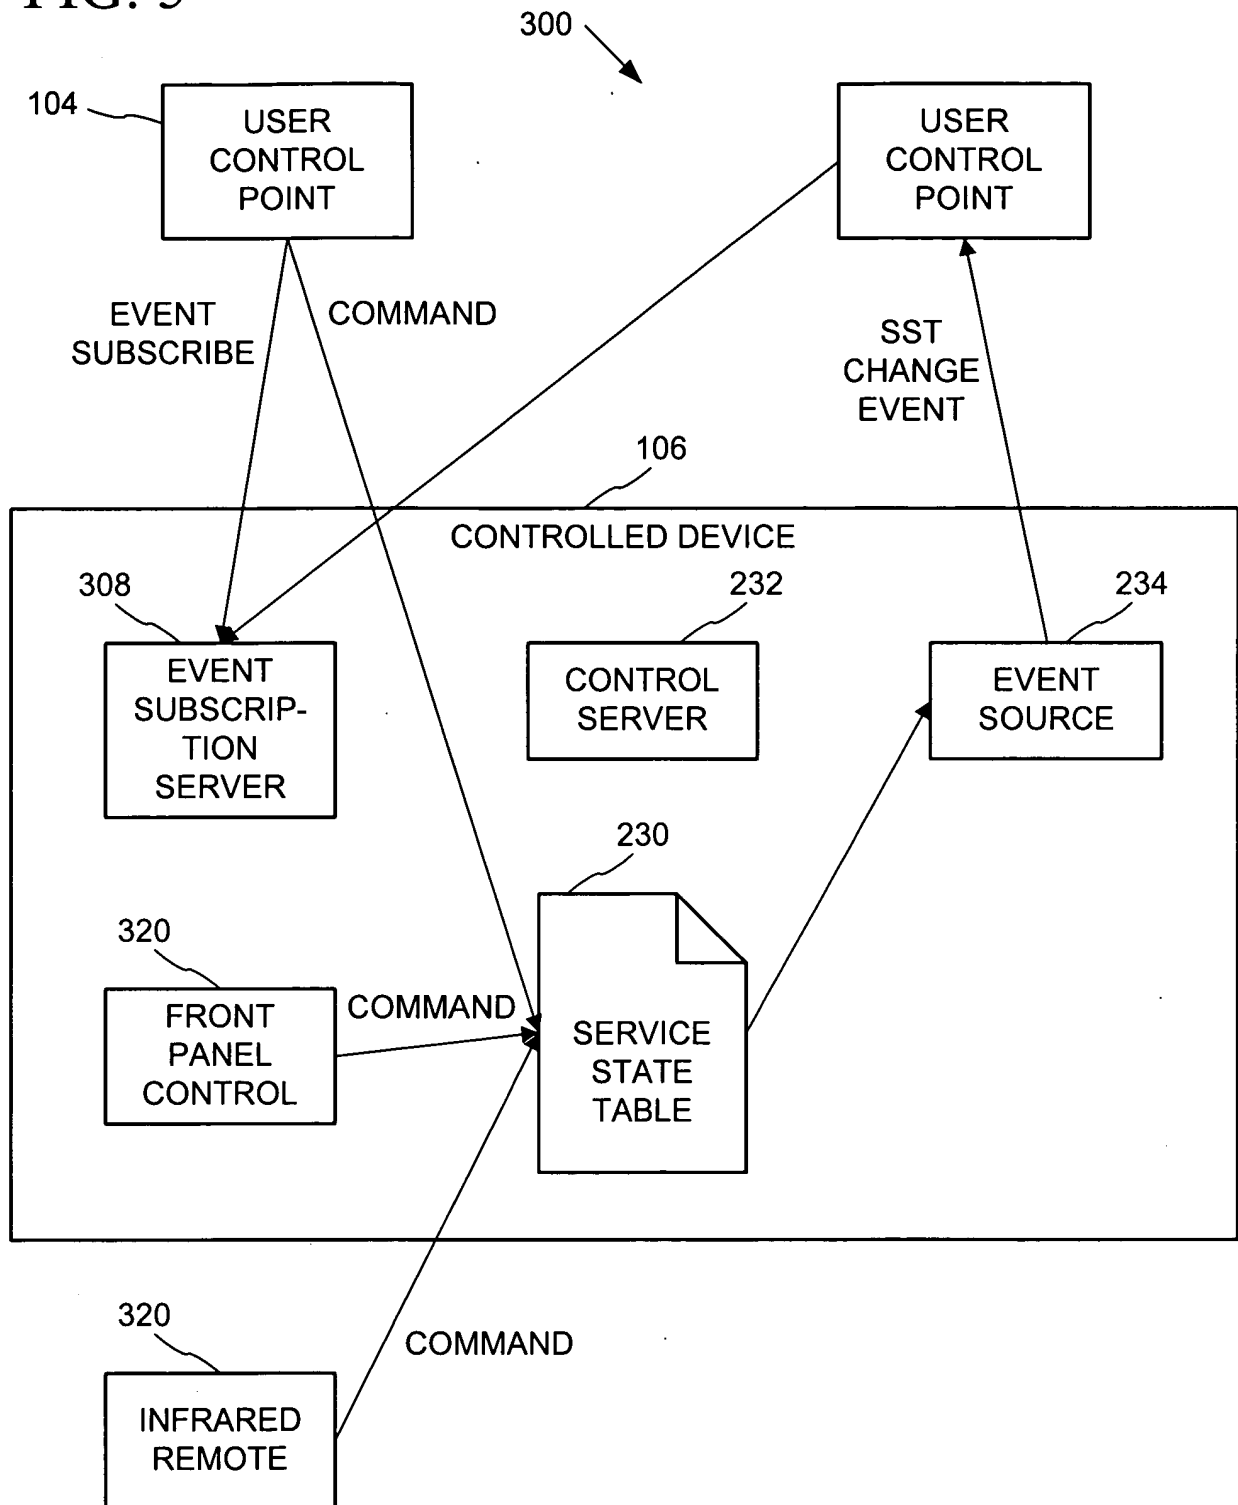 300
104
USER
CONTROL
POINT
USER
CONTROL
POINT
EVENT
SUBSCRIBE
COMMAND
SST
CHANGE
EVENT
106
CONTROLLED DEVICE
308
232
234
EVENT
SUBSCRIP-
TION
SERVER
CONTROL
SERVER
EVENT
SOURCE
230
320
FRONT
PANEL
CONTROL
COMMAND
SERVICE
STATE
TABLE
320
COMMAND
INFRARED
REMOTE